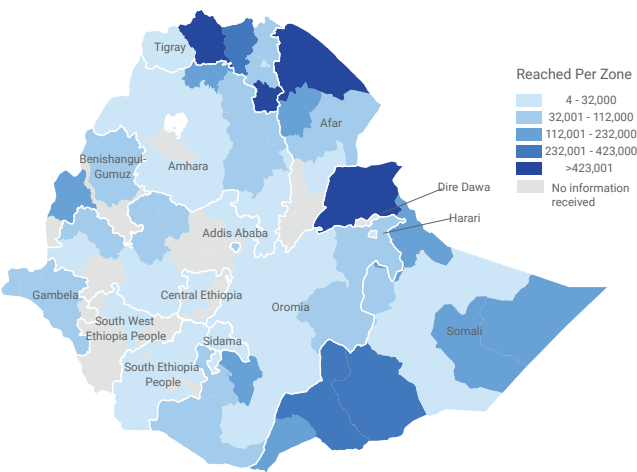 Tigray
Reached Per Zone
4 - 32,000
32,001 - 112,000
112,001 - 232,000
232,001 - 423,000
>423,001
No information
received
Afar
Benishangul-
Gumuz
Amhara
Dire Dawa
Harari
Addis Ababa
Gambela
Central Ethiopia
Oromia
South West
Ethiopia People
Somali
Sidama
South Ethiopia
People